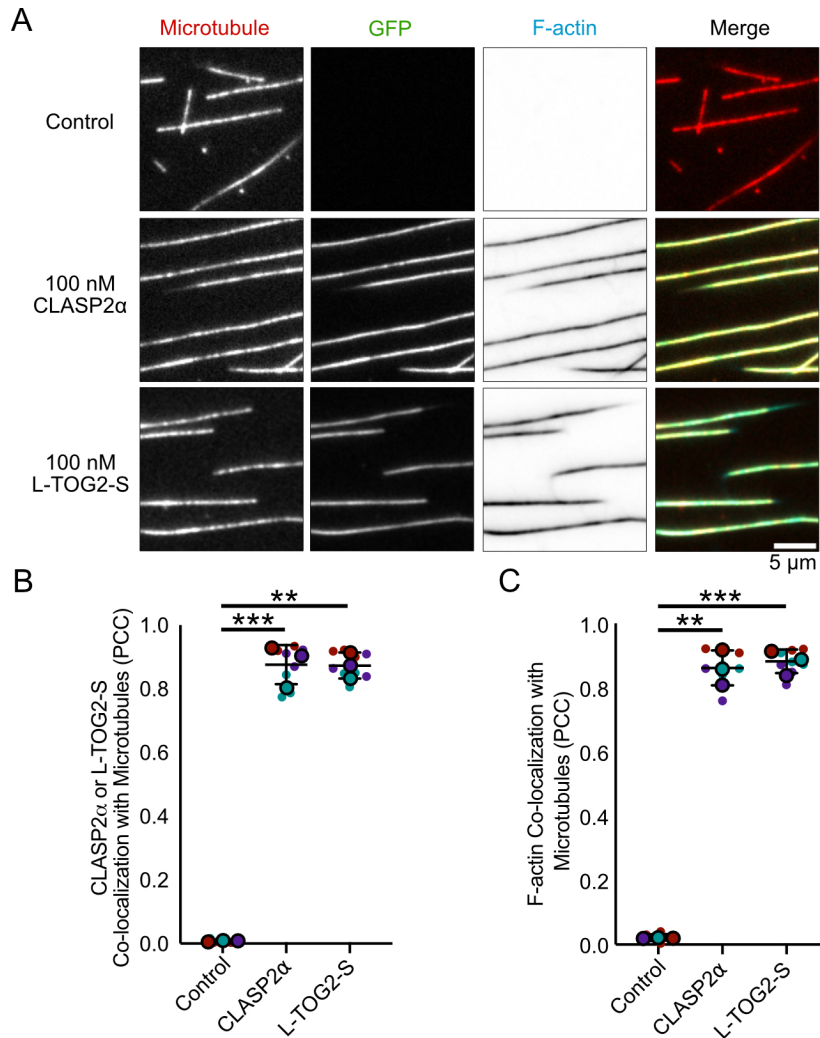 A
Microtubule GFP F-actin Merge
Control
100 nM
CLASP2α
100 nM
L-TOG2-S
5 µm
B
CLASP2α or L-TOG2-S
Co-localization with Microtubules (PCC)
**
***
1.0
0.8
0.6
0.4
0.2
0.0
Control
CLASP2α
L-TOG2-S
C
F-actin Co-localization with
Microtubules (PCC)
***
**
1.0
0.8
0.6
0.4
0.2
0.0
Control
CLASP2α
L-TOG2-S